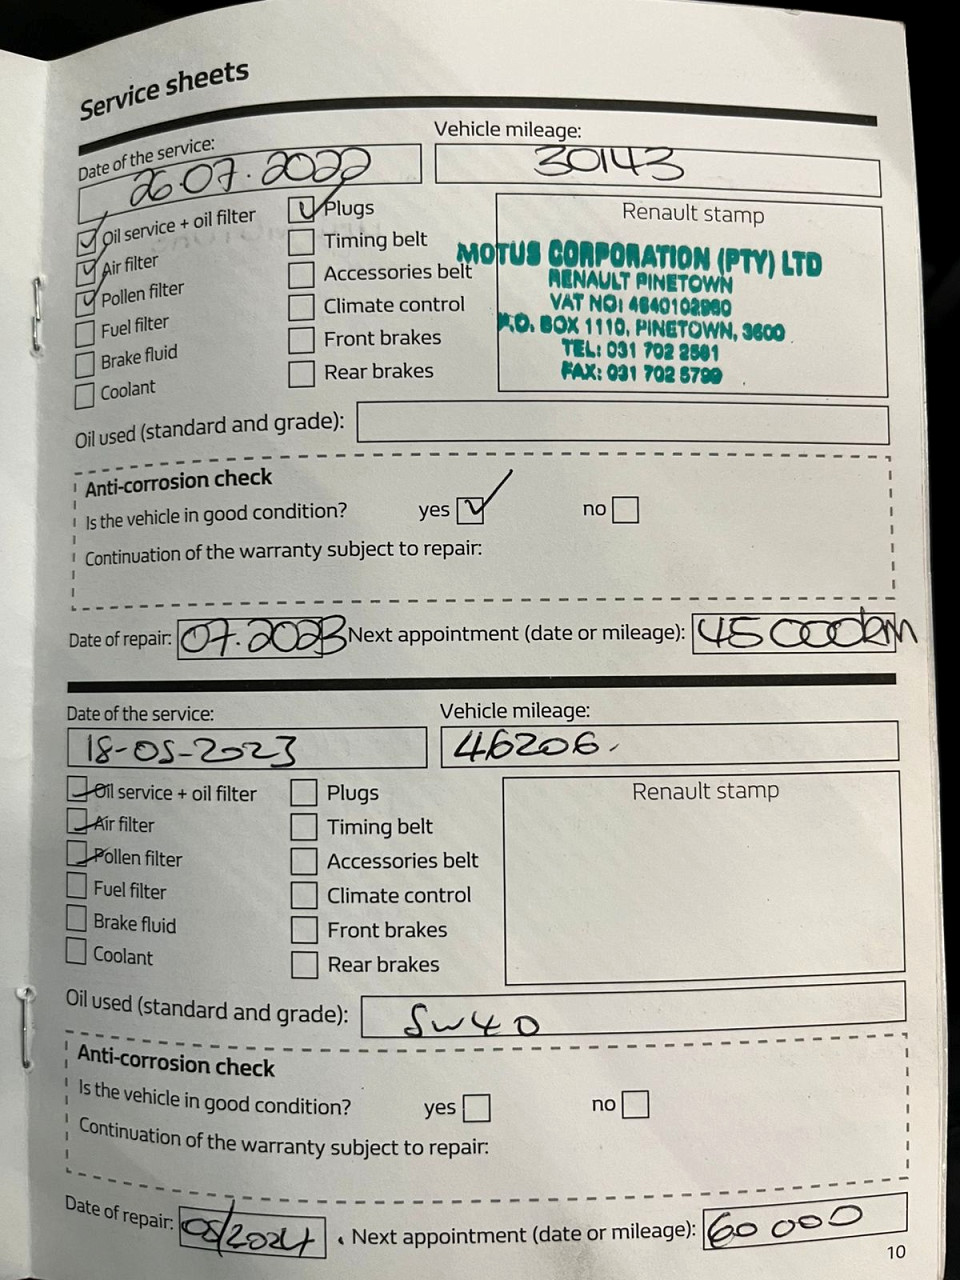 Service sheets
Date of the service:
Vehicle mileage:
26.07.2022
30143
Oil service + oil filter
Air filter
Pollen filter
Fuel filter
Brake fluid
Coolant
Plugs
Timing belt
Accessories belt
Climate control
Front brakes
Rear brakes
Renault stamp
MOTUS CORPORATION (PTY) LTD
RENAULT PINETOWN
VAT NO: 4640102960
P.O. BOX 1110, PINETOWN, 3600
TEL: 031 702 2581
FAX: 031 702 5799
Oil used (standard and grade):
Anti-corrosion check
Is the vehicle in good condition? yes no
Continuation of the warranty subject to repair:
Date of repair: 07.2023 Next appointment (date or mileage): 45 000km
Date of the service:
Vehicle mileage:
18-05-2023
46206
Oil service + oil filter
Air filter
Pollen filter
Fuel filter
Brake fluid
Coolant
Plugs
Timing belt
Accessories belt
Climate control
Front brakes
Rear brakes
Renault stamp
Oil used (standard and grade): 5w40
Anti-corrosion check
Is the vehicle in good condition? yes no
Continuation of the warranty subject to repair:
Date of repair: 05/2024 Next appointment (date or mileage): 60 000
10